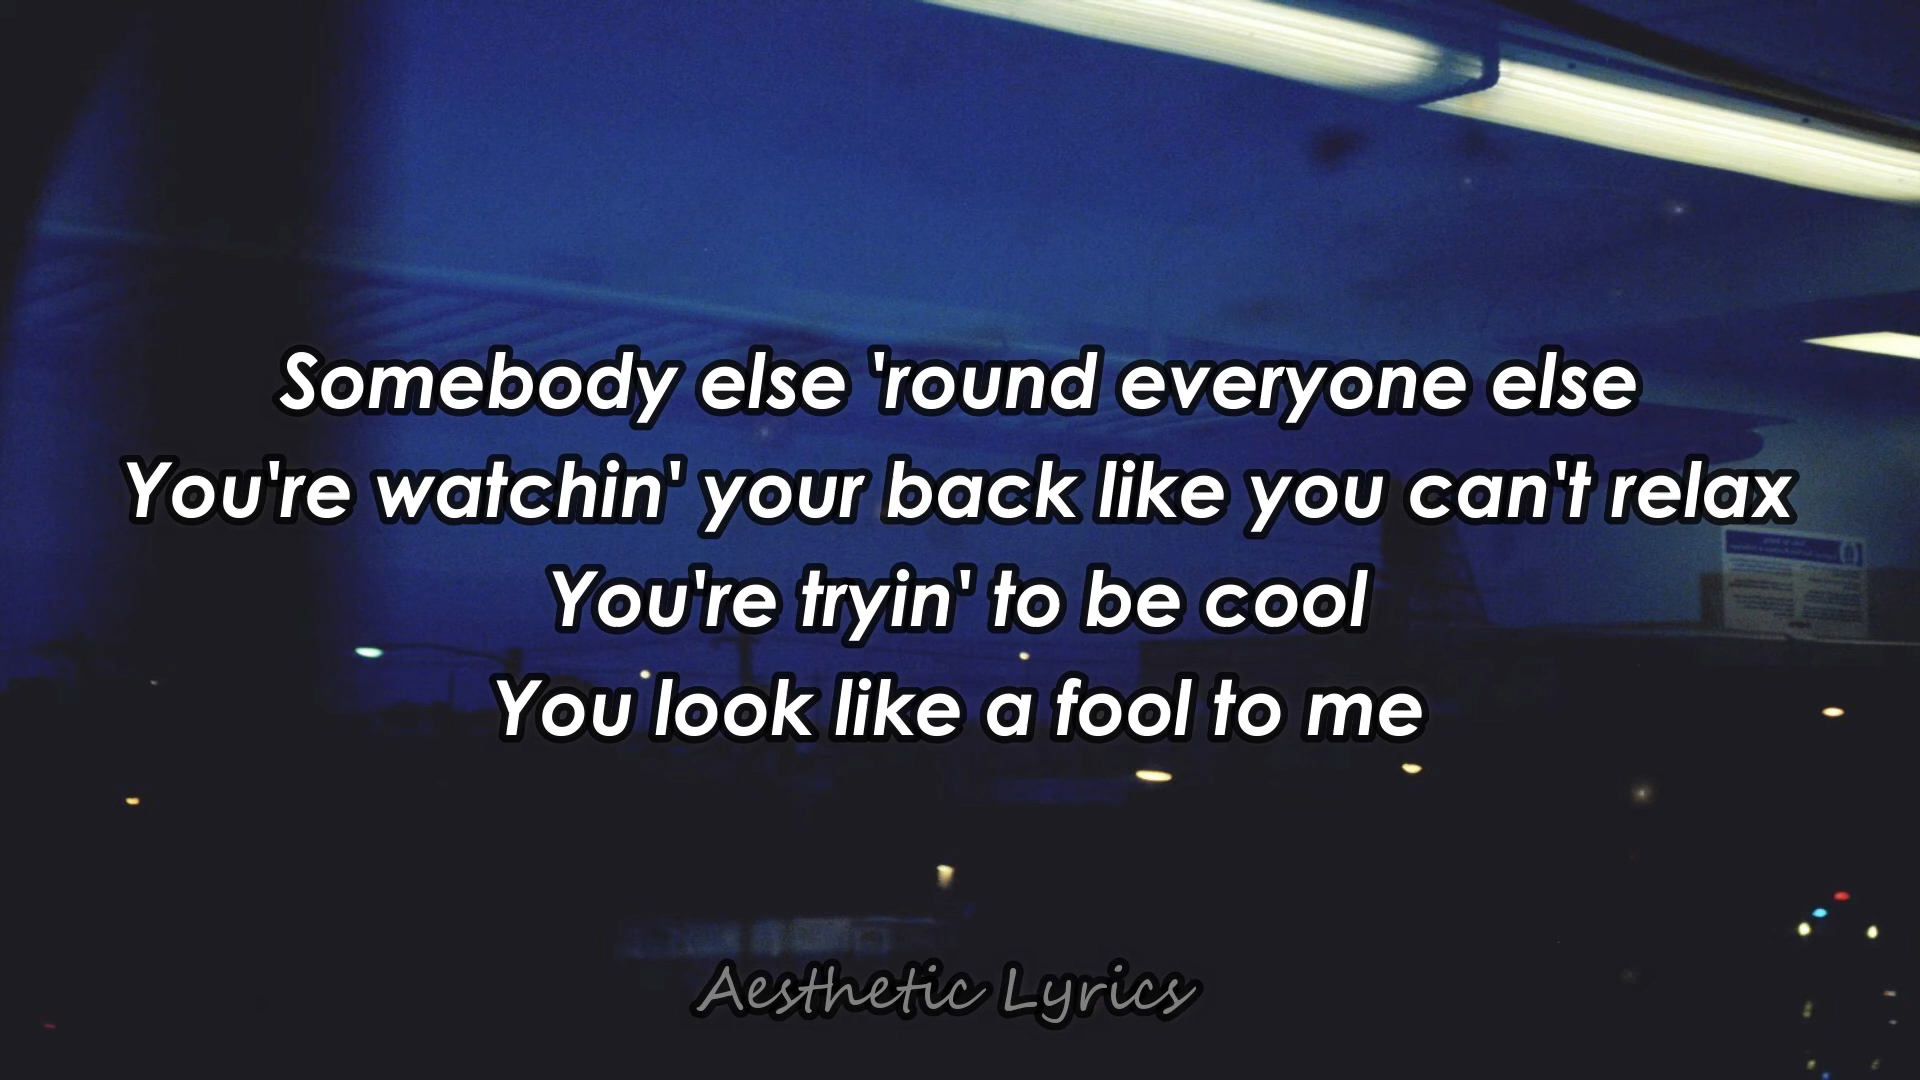 Somebody else 'round everyone else
You're watchin' your back like you can't relax
You're tryin' to be cool
You look like a fool to me
Aesthetic Lyrics